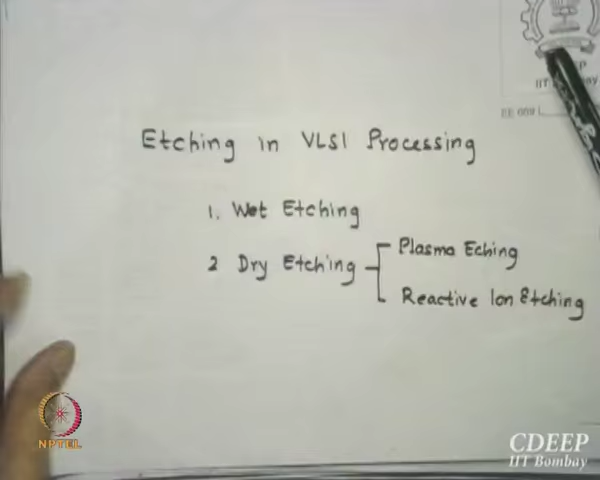 Etching in VLSI Processing
1. Wet Etching
2 Dry Etching
Plasma Eching
Reactive Ion Etching
NPTEL
CDEEP
IIT Bombay